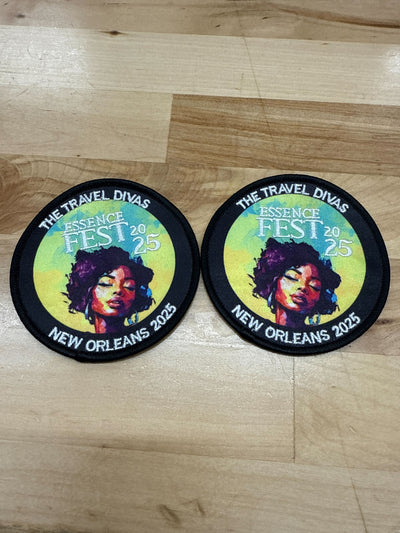 THE TRAVEL DIVAS
ESSENCE
FEST 20
25
NEW ORLEANS 2025
THE TRAVEL DIVAS
ESSENCE
FEST 20
25
NEW ORLEANS 2025